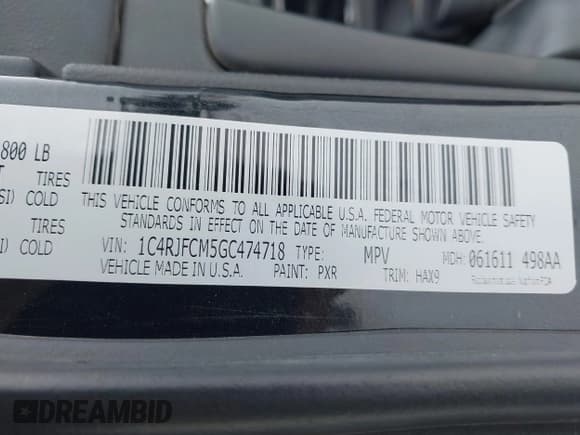 800 LB
TIRES
SI) COLD
TIRES
SI) COLD
THIS VEHICLE CONFORMS TO ALL APPLICABLE U.S.A. FEDERAL MOTOR VEHICLE SAFETY
STANDARDS IN EFFECT ON THE DATE OF MANUFACTURE SHOWN ABOVE.
VIN: 1C4RJFCM5GC474718 TYPE: MPV MDH: 061611 498AA
VEHICLE MADE IN U.S.A. PAINT: PXR TRIM: HAX9
DREAMBID